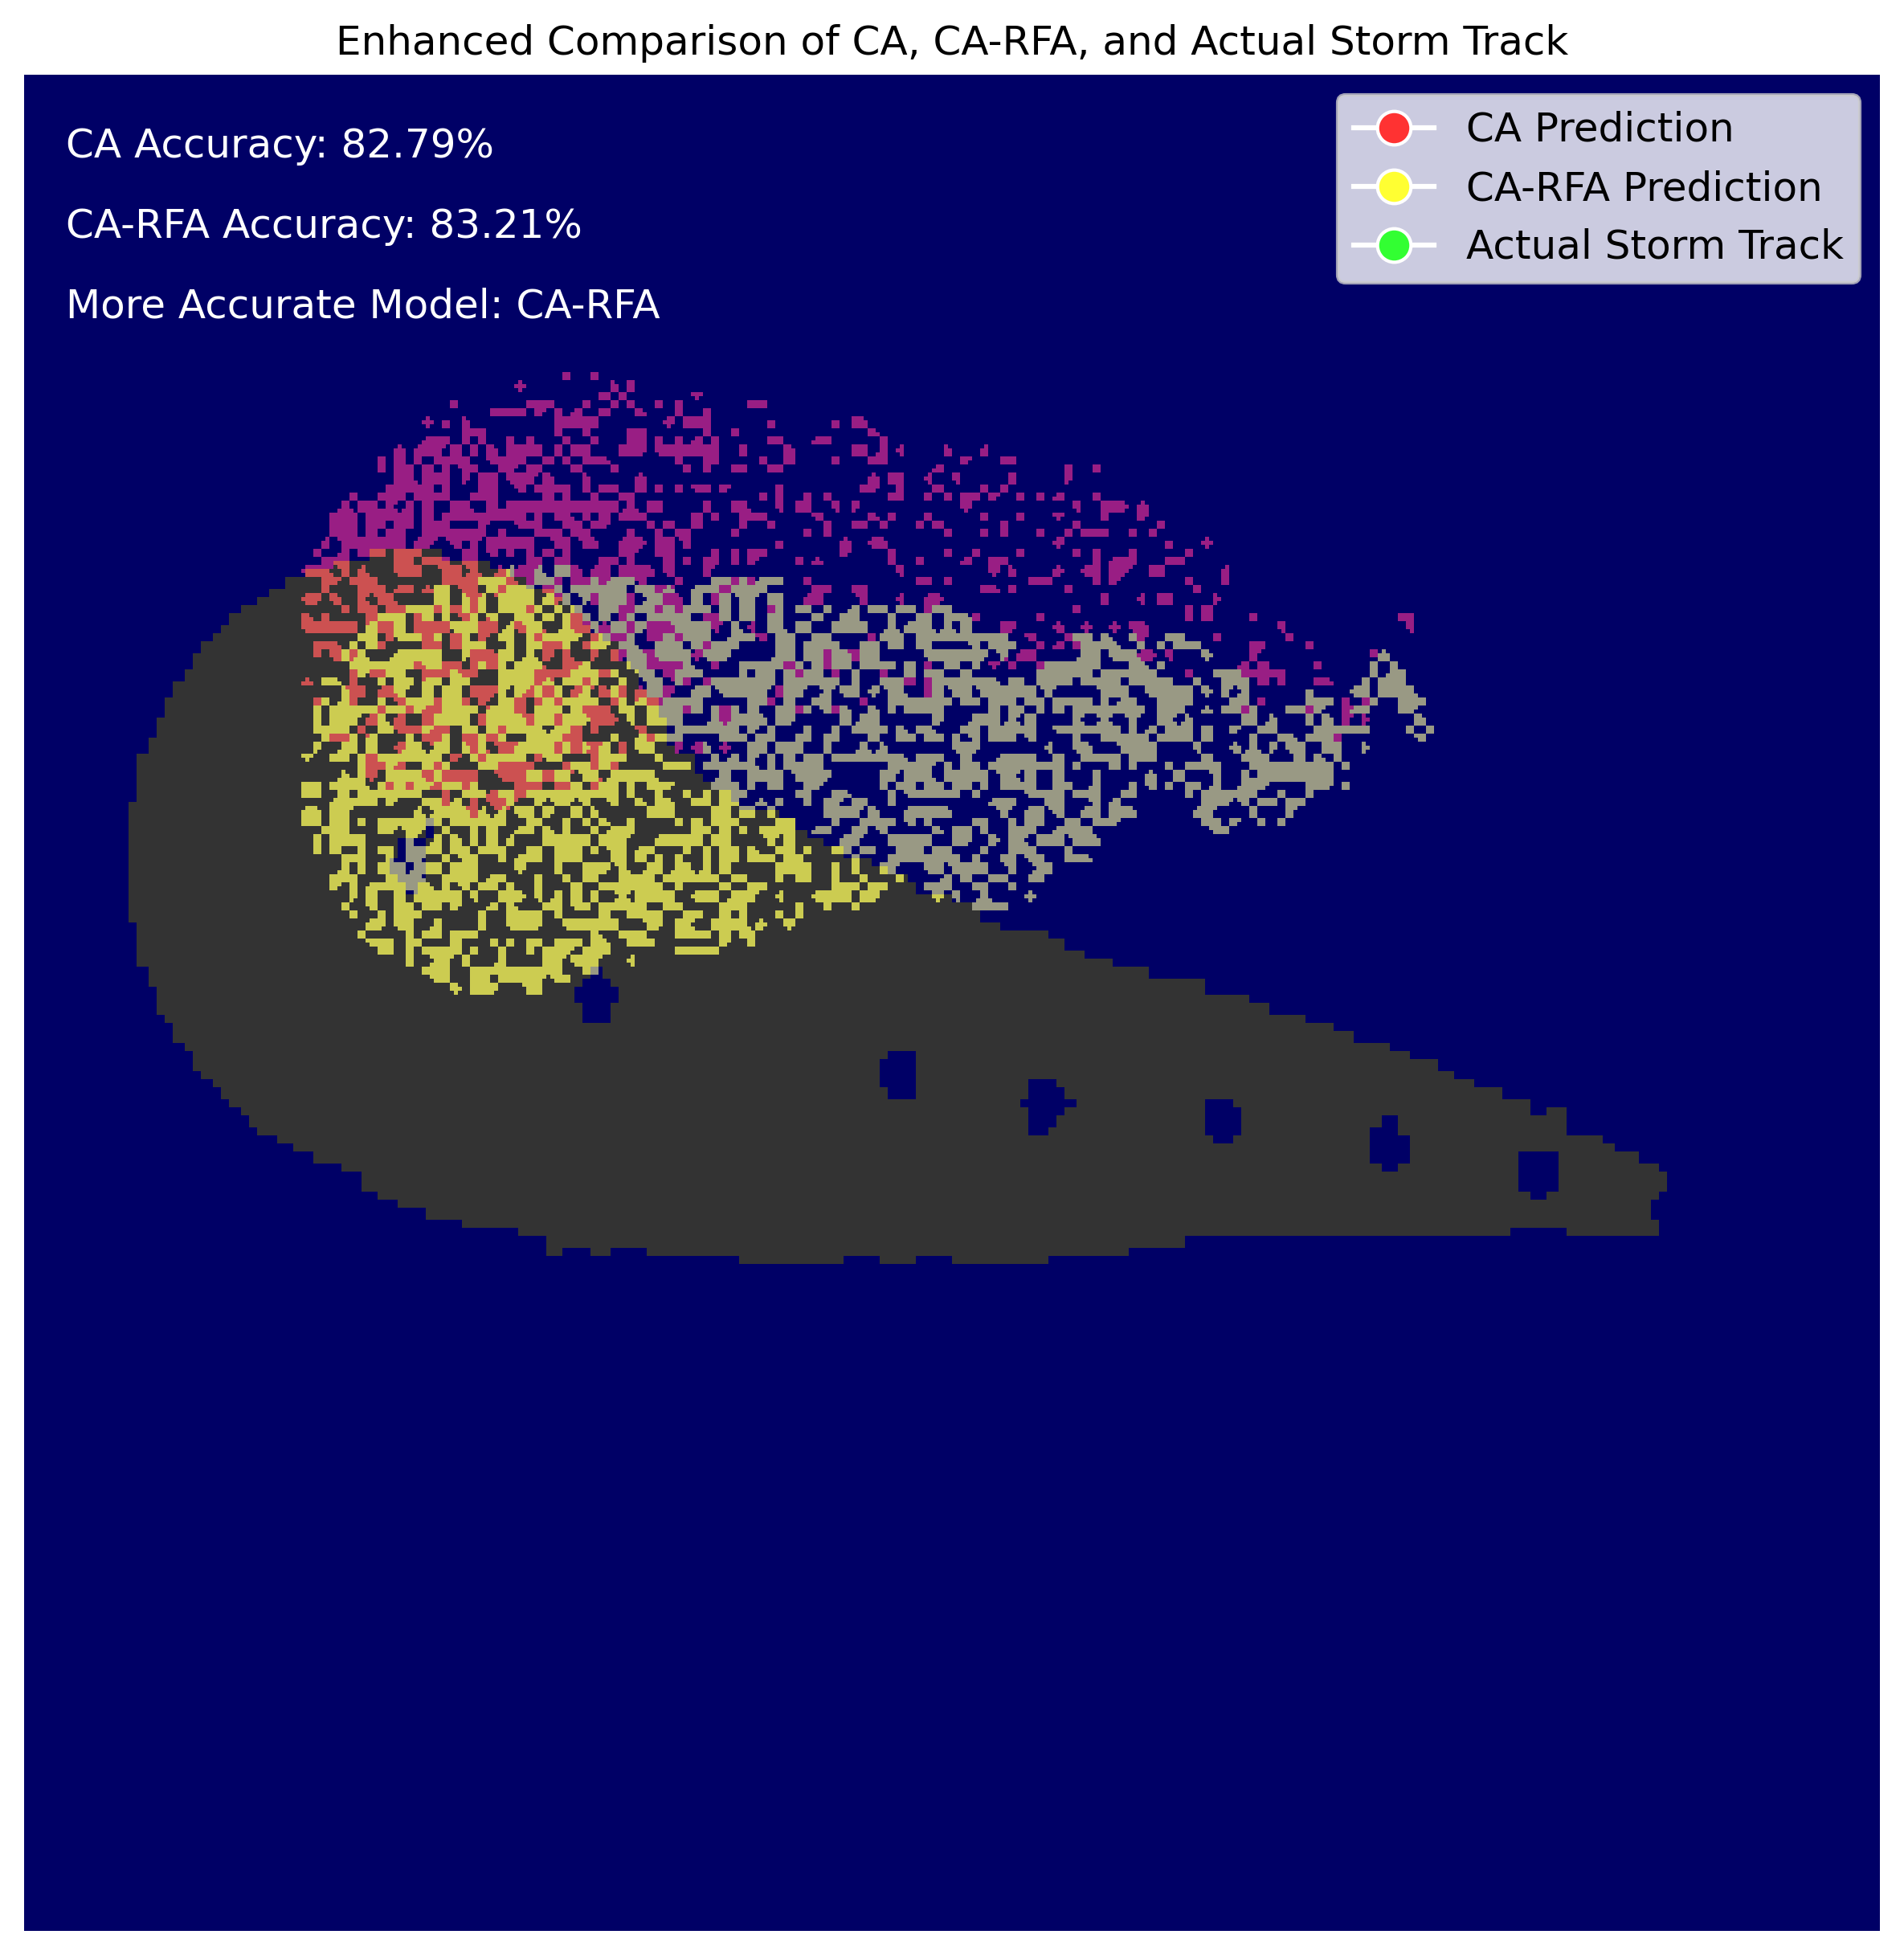 Enhanced Comparison of CA, CA-RFA, and Actual Storm Track
CA Accuracy: 82.79%
CA-RFA Accuracy: 83.21%
More Accurate Model: CA-RFA
CA Prediction
CA-RFA Prediction
Actual Storm Track